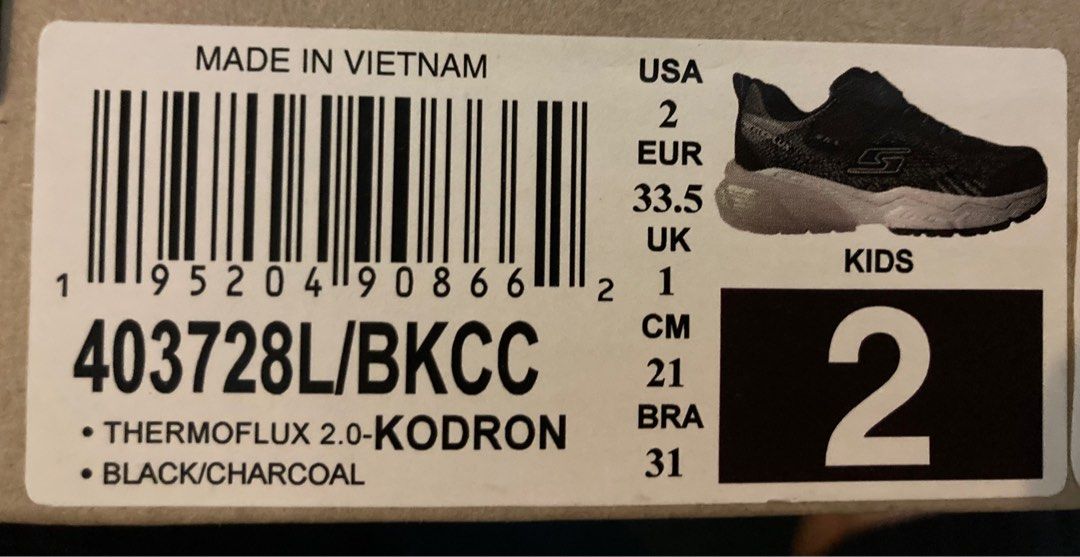 MADE IN VIETNAM
1 95204 90866 2
403728L/BKCC
• THERMOFLUX 2.0-KODRON
• BLACK/CHARCOAL
USA
2
EUR
33.5
UK
1
CM
21
BRA
31
KIDS
2